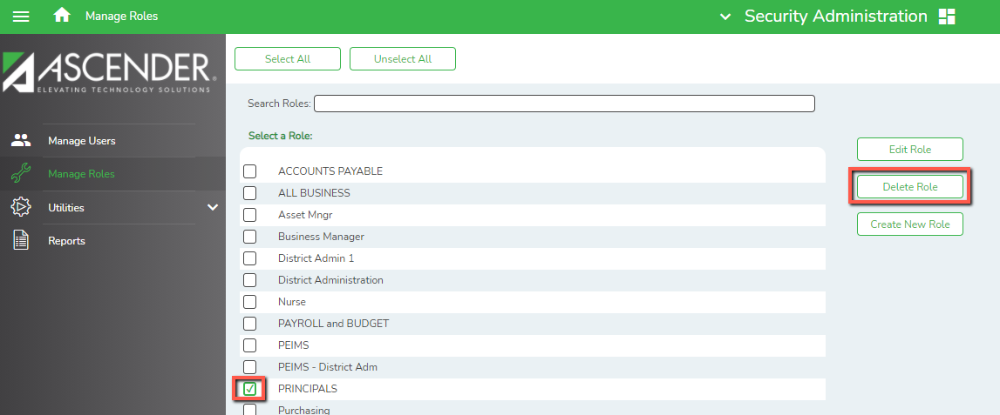 Manage Roles
Security Administration
ASCENDER®
ELEVATING TECHNOLOGY SOLUTIONS
Manage Users
Manage Roles
Utilities
Reports
Select All
Unselect All
Search Roles:
Select a Role:
ACCOUNTS PAYABLE
ALL BUSINESS
Asset Mngr
Business Manager
District Admin 1
District Administration
Nurse
PAYROLL and BUDGET
PEIMS
PEIMS - District Adm
PRINCIPALS
Purchasing
Edit Role
Delete Role
Create New Role